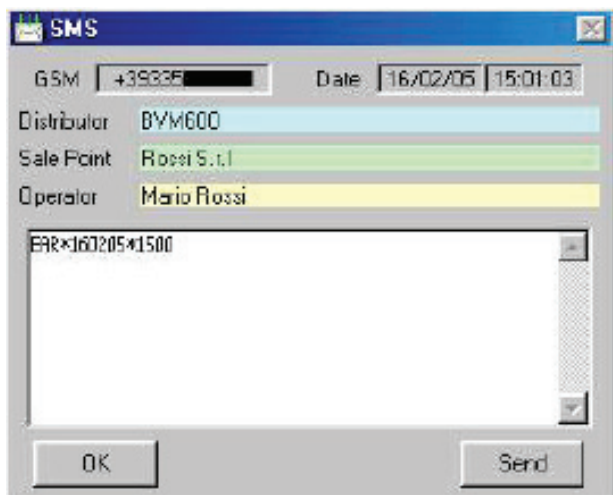 SMS
GSM +39335
Date 16/02/05 15:01:03
Distributor BVM600
Sale Point Rossi S.r.l
Operator Mario Rossi
EAR*160205*1500
OK
Send